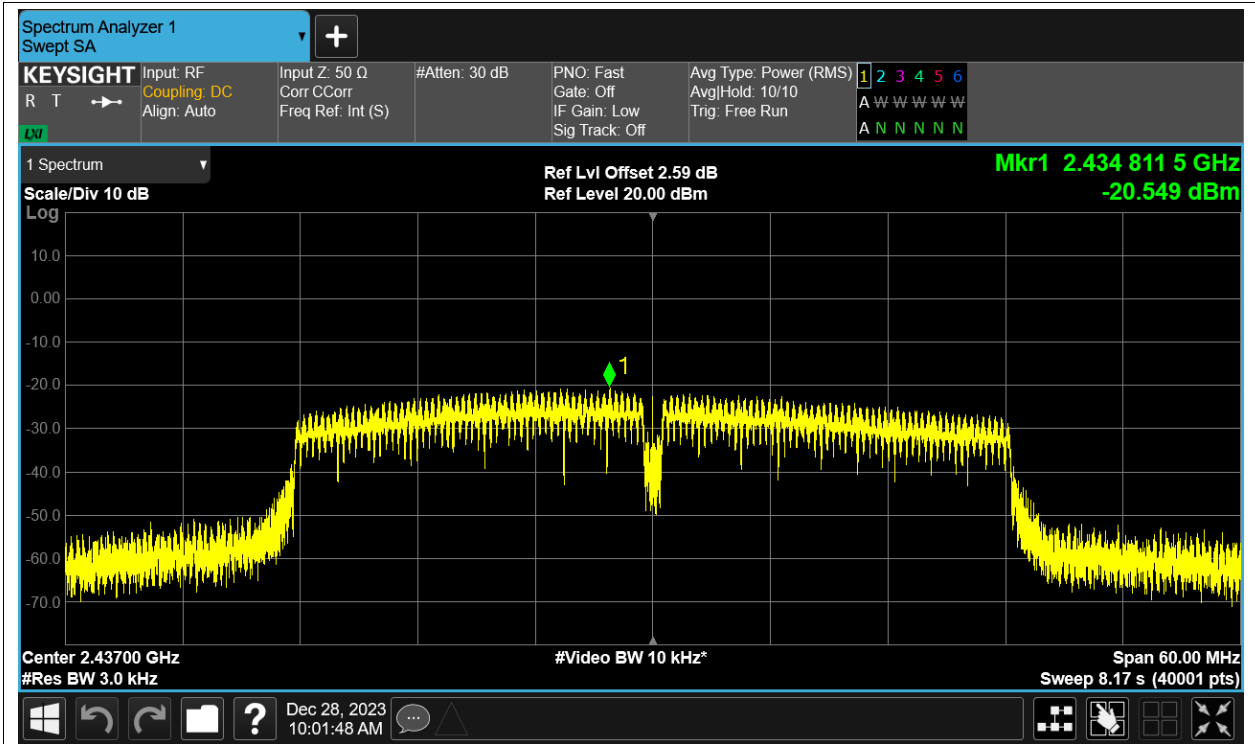 Spectrum Analyzer 1
Swept SA
KEYSIGHT
R T
LXI
Input: RF
Coupling: DC
Align: Auto
Input Z: 50 Ω
Corr CCorr
Freq Ref: Int (S)
#Atten: 30 dB
PNO: Fast
Gate: Off
IF Gain: Low
Sig Track: Off
Avg Type: Power (RMS)
Avg|Hold: 10/10
Trig: Free Run
1 2 3 4 5 6
A W W W W W
A N N N N N
1 Spectrum
Scale/Div 10 dB
Ref Lvl Offset 2.59 dB
Ref Level 20.00 dBm
Mkr1 2.434 811 5 GHz
-20.549 dBm
Log
10.0
0.00
-10.0
-20.0
-30.0
-40.0
-50.0
-60.0
-70.0
1
Center 2.43700 GHz
#Res BW 3.0 kHz
#Video BW 10 kHz*
Span 60.00 MHz
Sweep 8.17 s (40001 pts)
?
Dec 28, 2023
10:01:48 AM